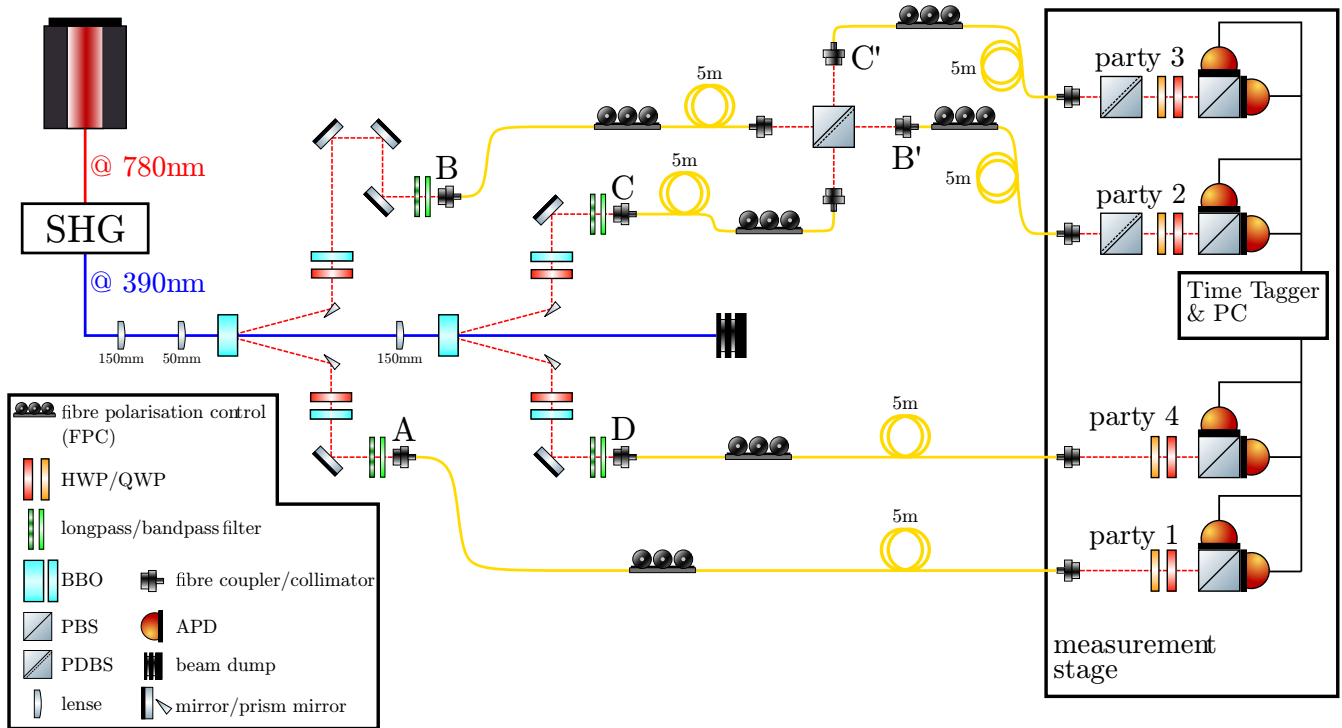 @ 780nm
SHG
@ 390nm
150mm
50mm
150mm
B
C
A
D
C'
B'
5m
5m
5m
5m
5m
5m
party 3
party 2
Time Tagger
& PC
party 4
party 1
measurement
stage
fibre polarisation control
(FPC)
HWP/QWP
longpass/bandpass filter
BBO
fibre coupler/collimator
PBS
APD
PDBS
beam dump
lense
mirror/prism mirror